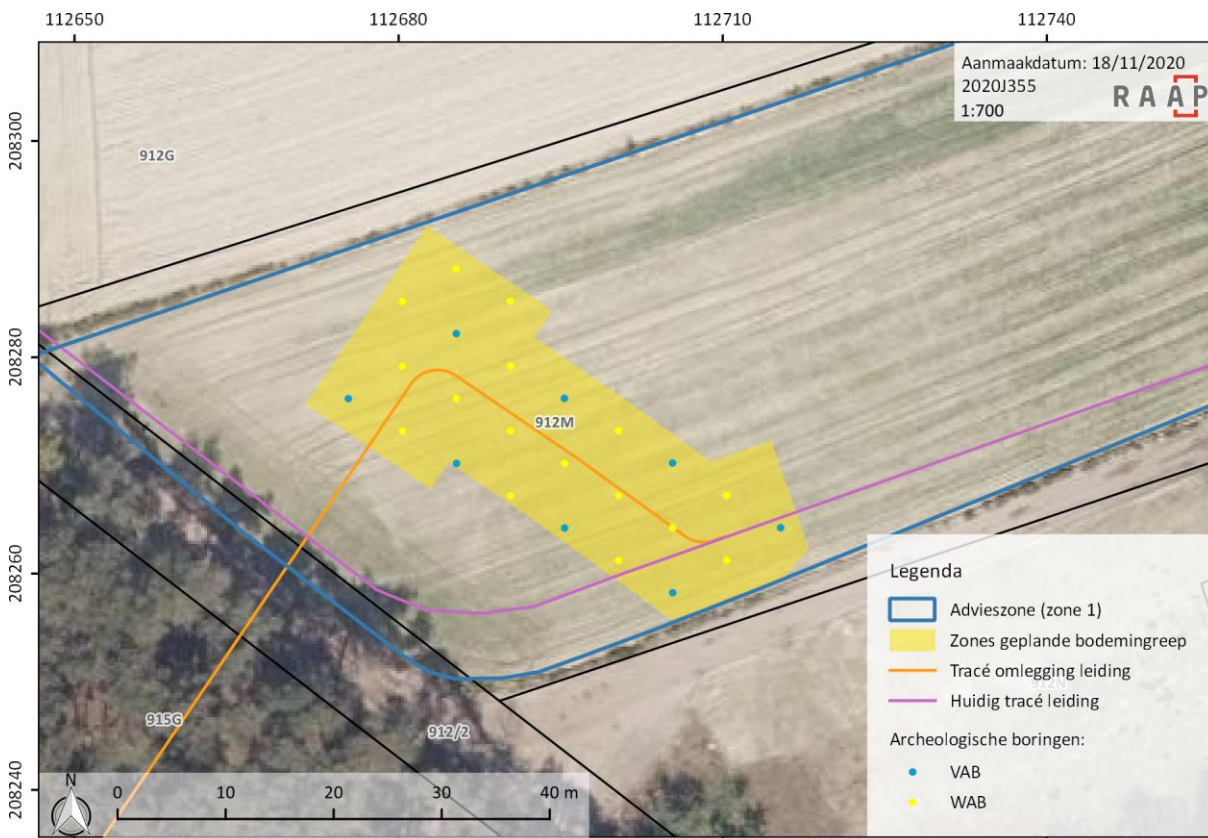 112650 112680 112710 112740
Aanmaakdatum: 18/11/2020
2020J355
1:700
RAAP
208300
912G
208280
912M
208260
Legenda
Advieszone (zone 1)
Zones geplande bodemingreep
Tracé omlegging leiding
912N
Huidig tracé leiding
915G
912/2
Archeologische boringen:
VAB
WAB
208240
N
0 10 20 30 40 m